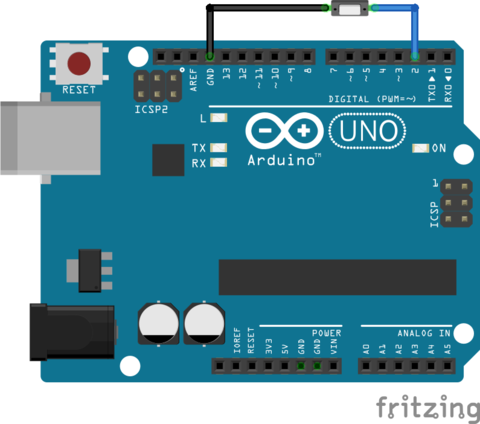 RESET
ICSP2
AREF
GND
13
12
~11
~10
~9
8
7
~6
~5
4
~3
2
TX0▶1
RX0◀0
DIGITAL (PWM=~)
L
TX
RX
∞ UNO
Arduino™
ON
1
ICSP
POWER
ANALOG IN
IOREF
RESET
3V3
5V
GND
GND
VIN
A0
A1
A2
A3
A4
A5
fritzing